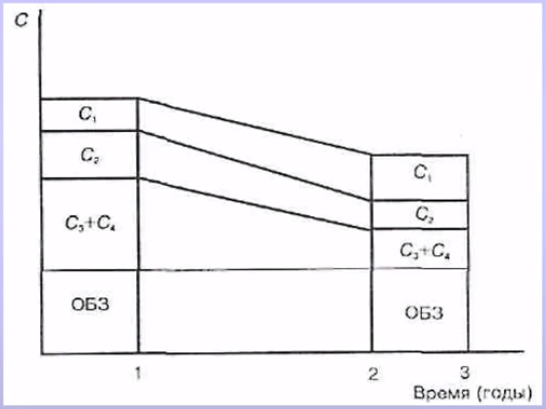 C
C₁
C₂
C₃+C₄
ОБЗ
C₁
C₂
C₃+C₄
ОБЗ
1 2 3
Время (годы)